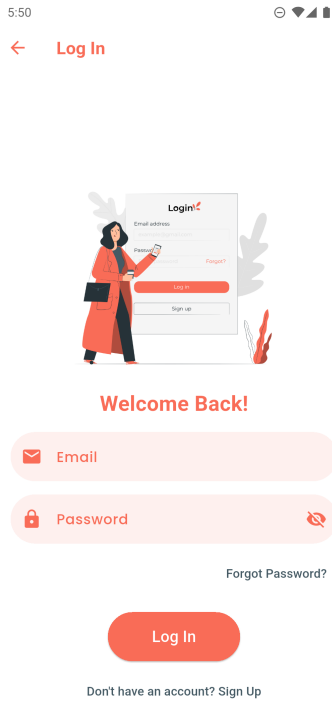 5:50
Log In
Login
Email address
Forgot?
Log in
Sign up
Welcome Back!
Email
Password
Forgot Password?
Log In
Don't have an account? Sign Up